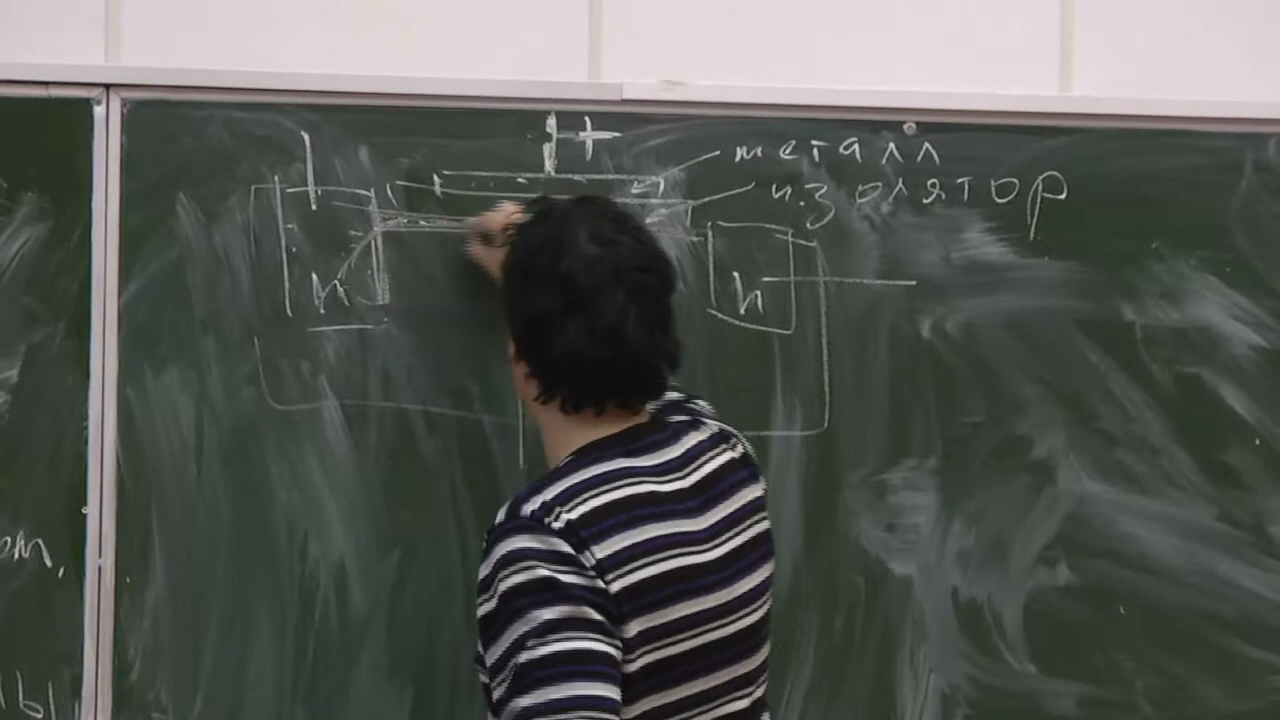 +
металл
изолятор
n
n